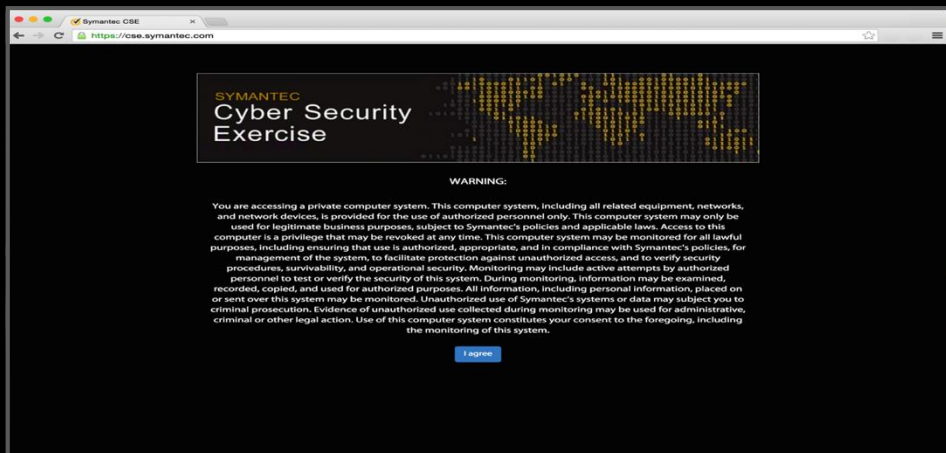 Symantec CSE
https://cse.symantec.com
SYMANTEC
Cyber Security
Exercise
WARNING:
You are accessing a private computer system. This computer system, including all related equipment, networks,
and network devices, is provided for the use of authorized personnel only. This computer system may only be
used for legitimate business purposes, subject to Symantec's policies and applicable laws. Access to this
computer is a privilege that may be revoked at any time. This computer system may be monitored for all lawful
purposes, including ensuring that use is authorized, appropriate, and in compliance with Symantec's policies, for
management of the system, to facilitate protection against unauthorized access, and to verify security
procedures, survivability, and operational security. Monitoring may include active attempts by authorized
personnel to test or verify the security of this system. During monitoring, information may be examined,
recorded, copied, and used for authorized purposes. All information, including personal information, placed on
or sent over this system may be monitored. Unauthorized use of Symantec's systems or data may subject you to
criminal prosecution. Evidence of unauthorized use collected during monitoring may be used for administrative,
criminal or other legal action. Use of this computer system constitutes your consent to the foregoing, including
the monitoring of this system.
I agree